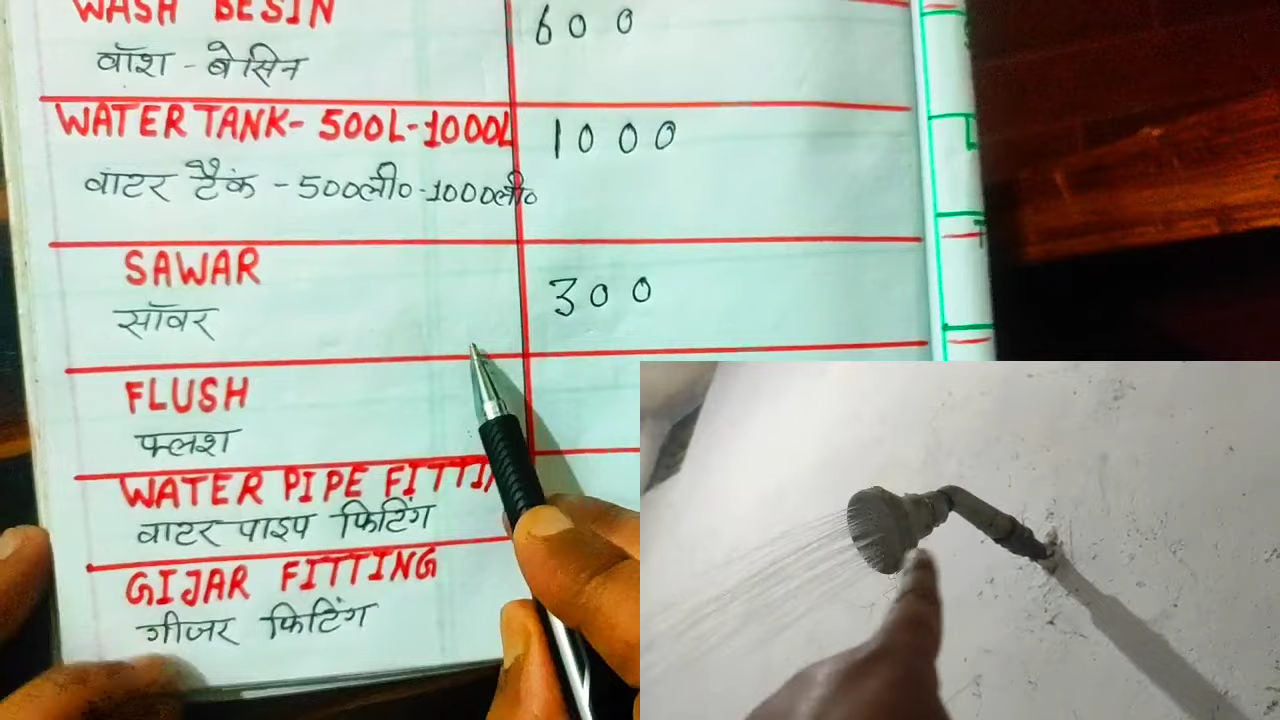 WASH BESIN
600
वॉश - बेसिन
WATER TANK- 500L-1000L
1000
वाटर टैंक - 500ली० -1000ली०
SAWAR
300
सॉवर
FLUSH
फ्लश
WATER PIPE FITTIN
वाटर पाइप फिटिंग
GIJAR FITTING
गीजर फिटिंग